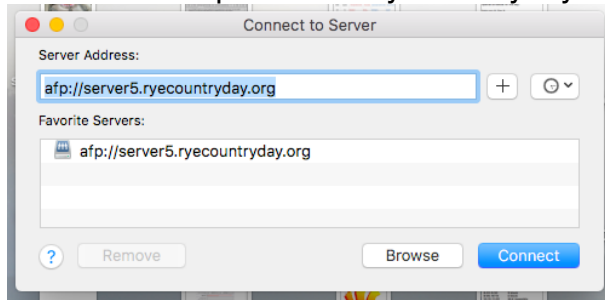 Connect to Server
Server Address:
afp://server5.ryecountryday.org
Favorite Servers:
afp://server5.ryecountryday.org
? Remove Browse Connect